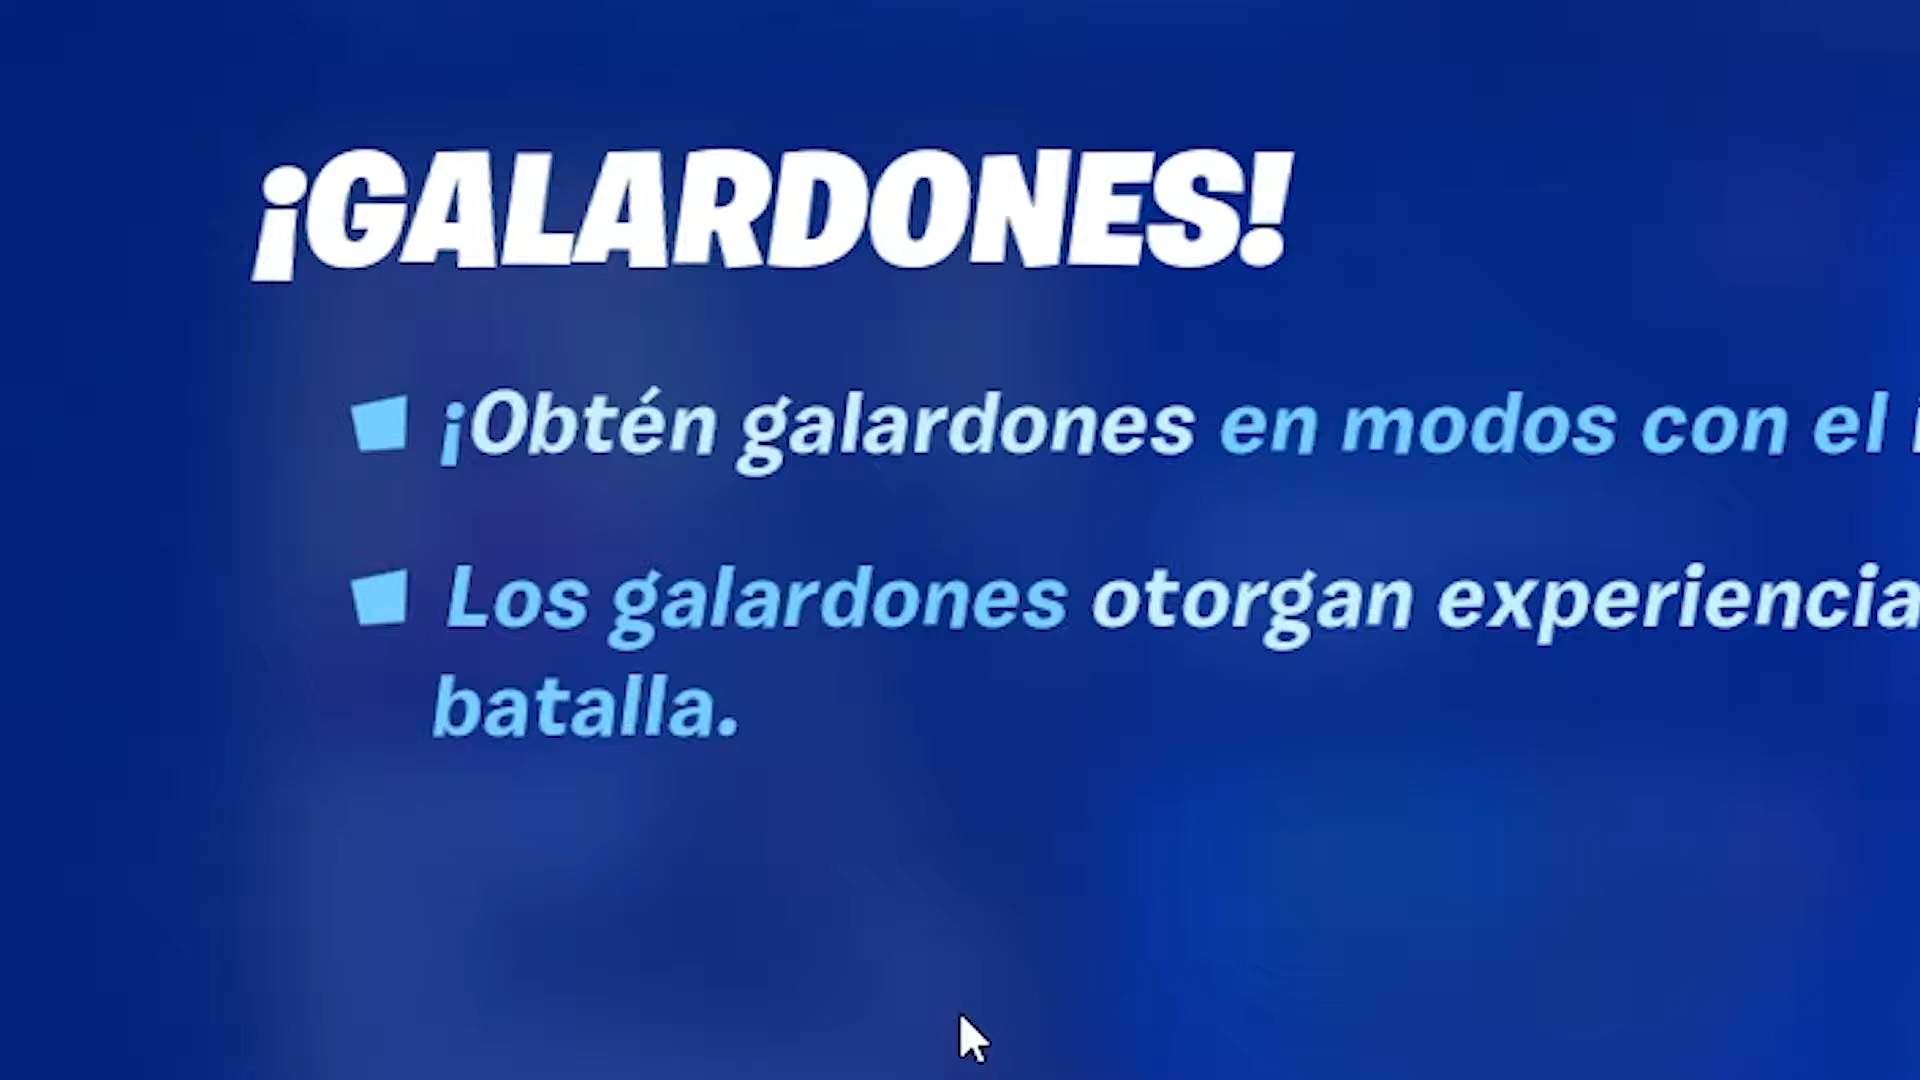 ¡GALARDONES!
¡Obtén galardones en modos con el
Los galardones otorgan experiencia
batalla.